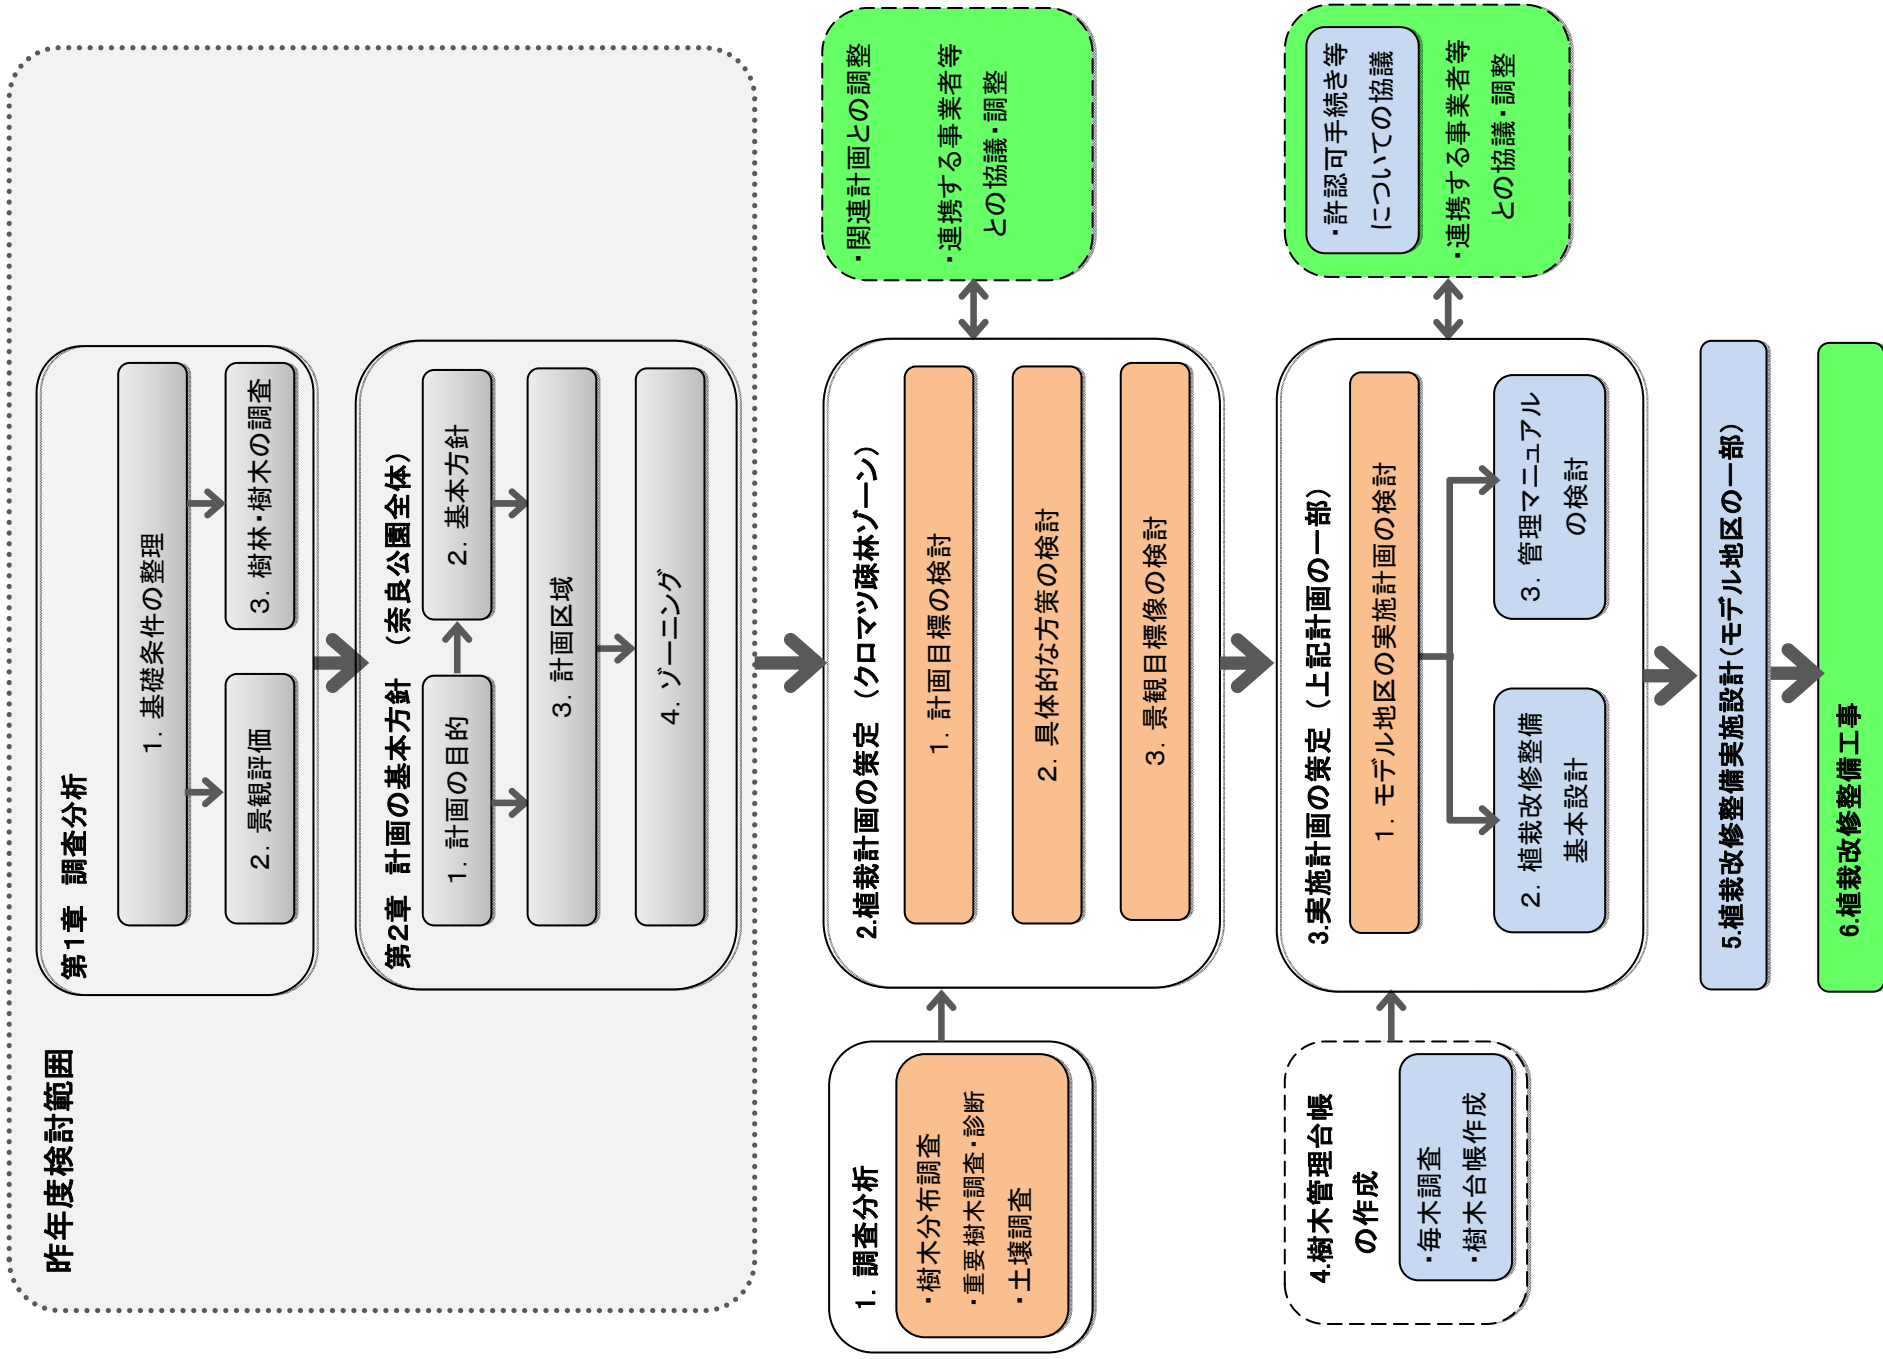 昨年度検討範囲
第1章 調査分析
1. 基礎条件の整理
2. 景観評価
3. 樹林・樹木の調査
第2章 計画の基本方針 （奈良公園全体）
1. 計画の目的
2. 基本方針
3. 計画区域
4. ゾーニング
1. 調査分析
・樹木分布調査
・重要樹木調査・診断
・土壌調査
2.植栽計画の策定 （クロマツ疎林ゾーン）
1. 計画目標の検討
2. 具体的な方策の検討
3. 景観目標像の検討
・関連計画との調整
・連携する事業者等
との協議・調整
4.樹木管理台帳
の作成
・毎木調査
・樹木台帳作成
3.実施計画の策定 （上記計画の一部）
1. モデル地区の実施計画の検討
2. 植栽改修整備
基本設計
3. 管理マニュアル
の検討
・許認可手続き等
についての協議
・連携する事業者等
との協議・調整
5.植栽改修整備実施設計（モデル地区の一部）
6.植栽改修整備工事